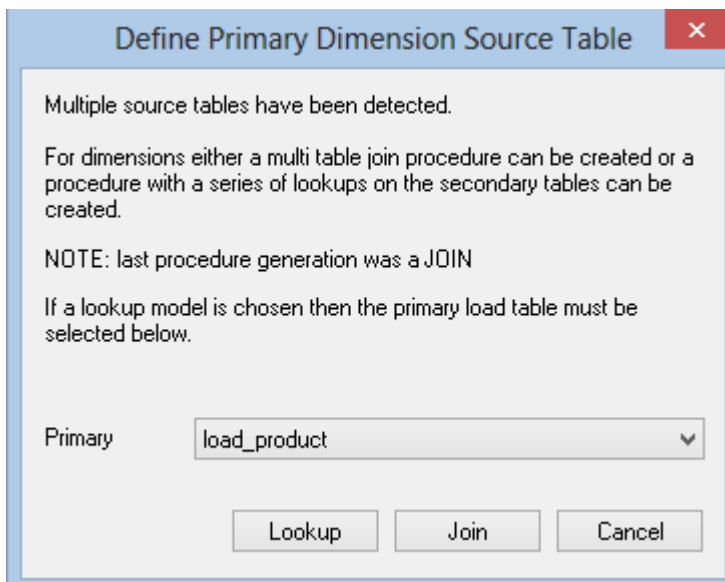 Define Primary Dimension Source Table
Multiple source tables have been detected.
For dimensions either a multi table join procedure can be created or a
procedure with a series of lookups on the secondary tables can be
created.
NOTE: last procedure generation was a JOIN
If a lookup model is chosen then the primary load table must be
selected below.
Primary load_product
Lookup Join Cancel